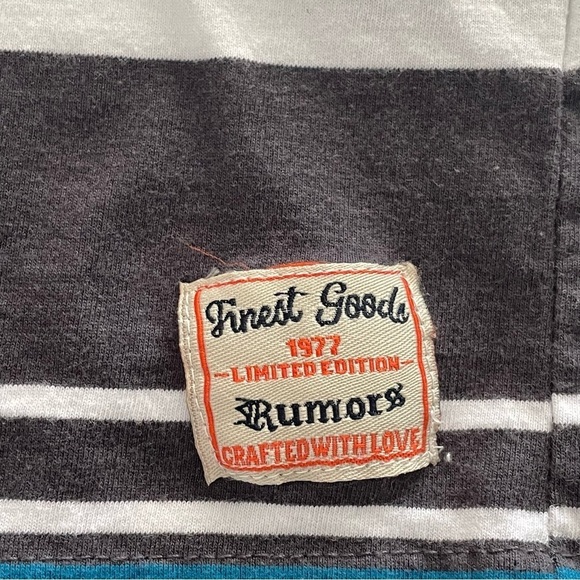 Finest Goods
1977
-LIMITED EDITION-
Rumors
CRAFTED WITH LOVE